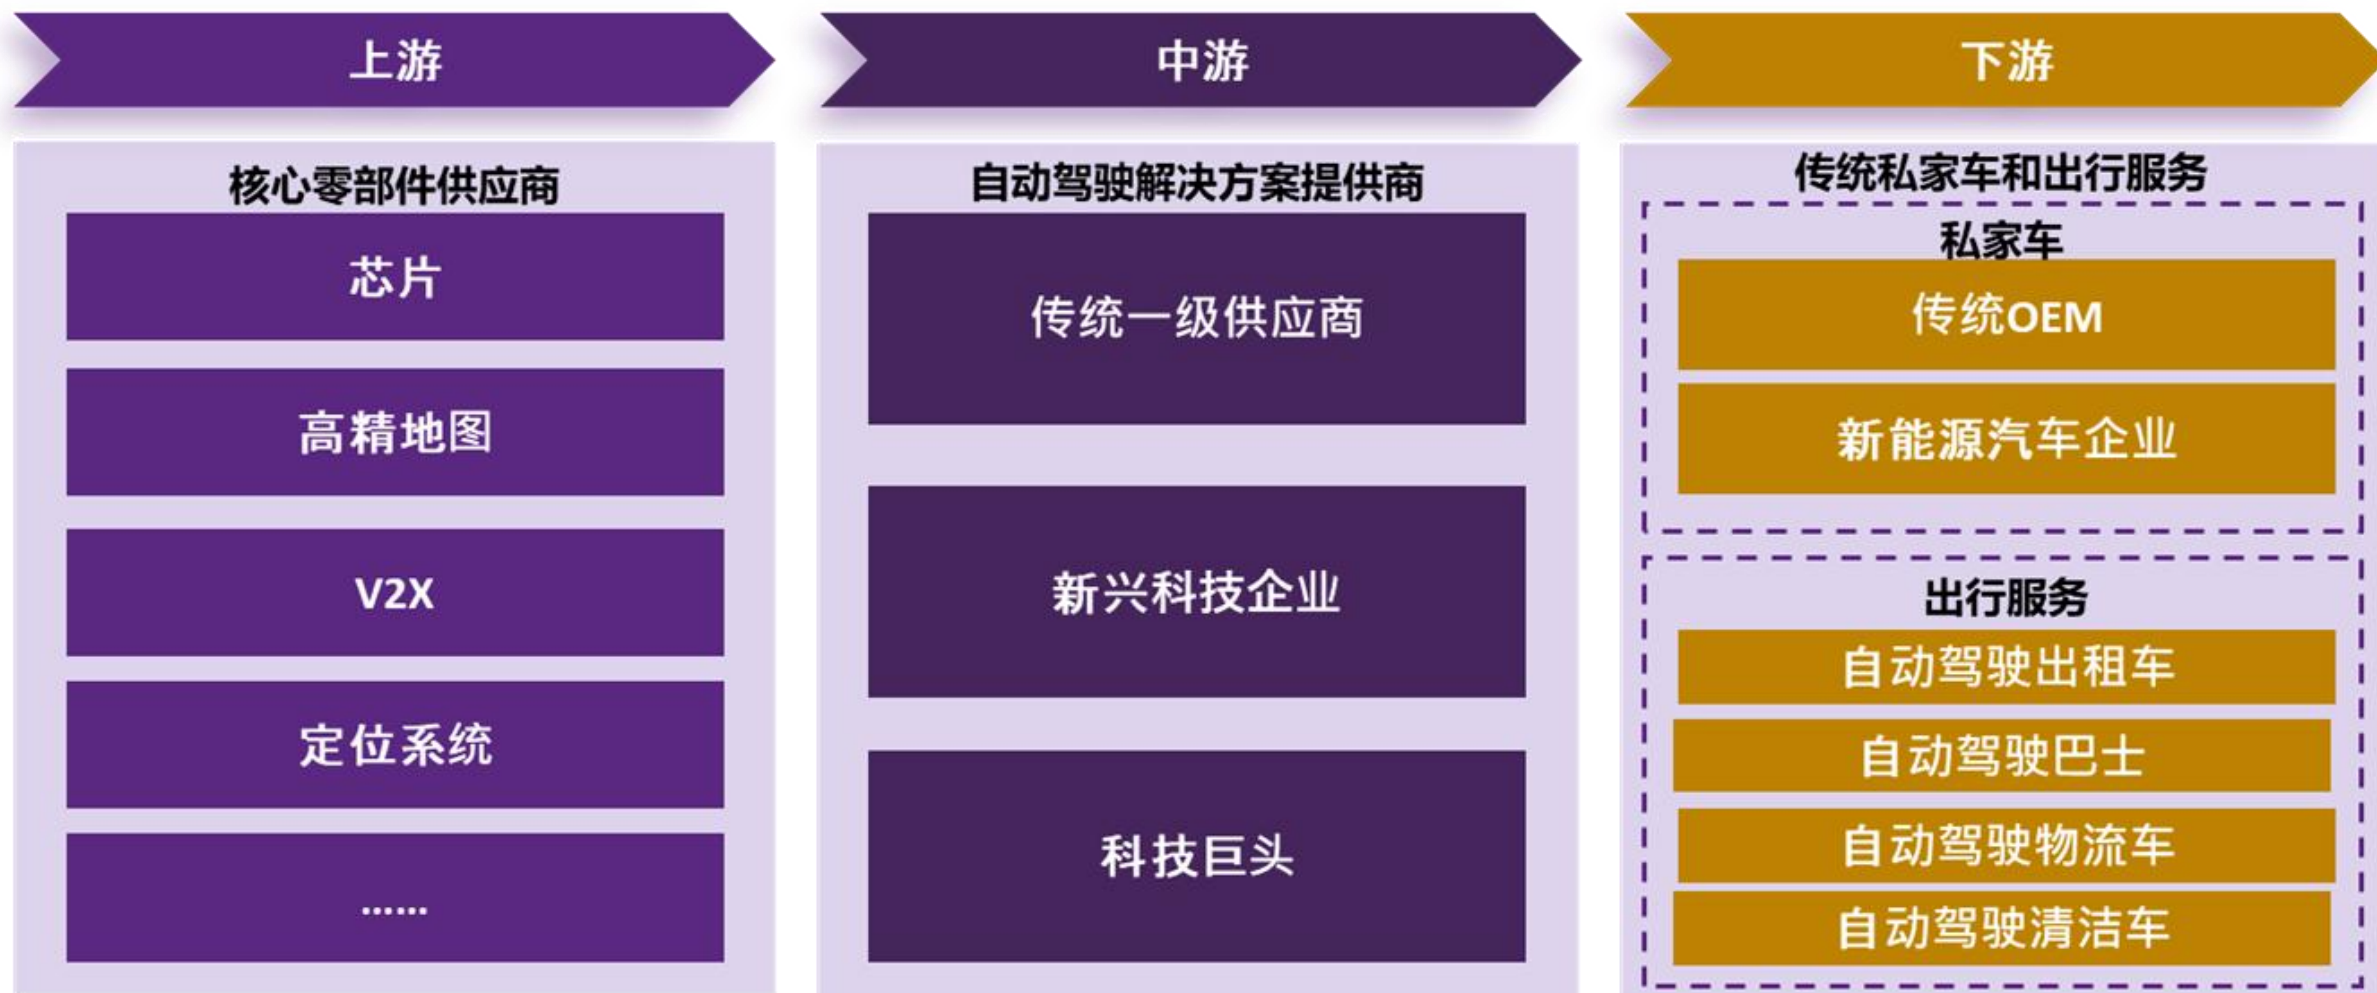 上游
核心零部件供应商
芯片
高精地图
V2X
定位系统
……
中游
自动驾驶解决方案提供商
传统一级供应商
新兴科技企业
科技巨头
下游
传统私家车和出行服务
私家车
传统OEM
新能源汽车企业
出行服务
自动驾驶出租车
自动驾驶巴士
自动驾驶物流车
自动驾驶清洁车